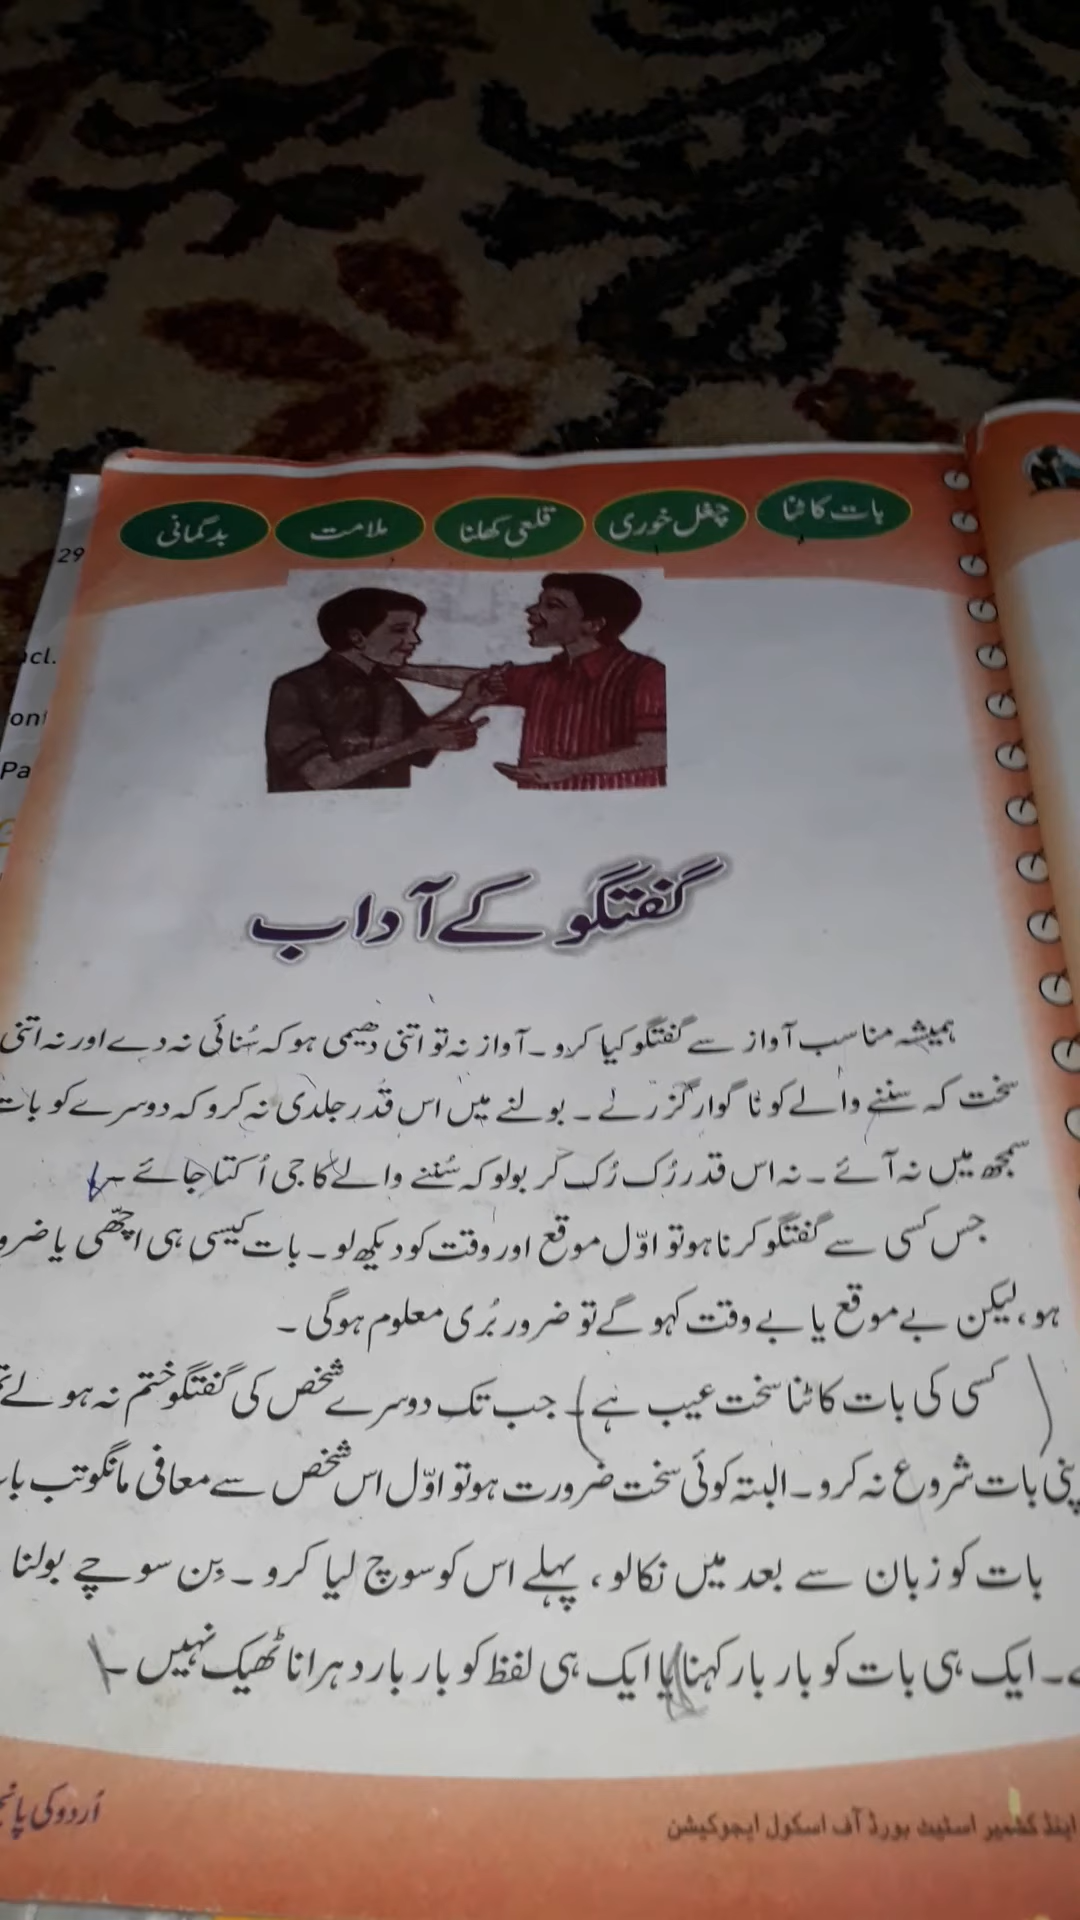 بات کاٹنا
چغل خوری
قلعی کھلنا
ملامت
بدگمانی
29
acl.
Pa
گفتگو کے آداب
ہمیشہ مناسب آواز سے گفتگو کیا کرو۔ آواز نہ تو اتنی دھیمی ہو کہ سُنائی نہ دے اور نہ اتنی
سخت کہ سننے والے کو نا گوار گزرے۔ بولنے میں اس قدر جلدی نہ کرو کہ دوسرے کو بات
سمجھ میں نہ آئے۔ نہ اس قدر رُک رُک کر بولو کہ سُننے والے کا جی اُکتا جائے۔
جس کسی سے گفتگو کرنا ہو تو اوّل موقع اور وقت کو دیکھ لو۔ بات کیسی ہی اچھّی یا
ہو، لیکن بے موقع یا بے وقت کہو گے تو ضرور بُری معلوم ہوگی۔
کسی کی بات کاٹنا سخت عیب ہے۔ جب تک دوسرے شخص کی گفتگو ختم نہ ہولے
بات شروع نہ کرو۔ البتہ کوئی سخت ضرورت ہو تو اوّل اس شخص سے معافی مانگو تب
بات کو زبان سے بعد میں نکالو، پہلے اس کو سوچ لیا کرو۔ بِن سوچے بولنا
۔ ایک ہی بات کو بار بار کہنا یا ایک ہی لفظ کو بار بار دہرانا ٹھیک نہیں۔
اینڈ کشمیر اسٹیٹ بورڈ آف اسکول ایجوکیشن
اُردو کی